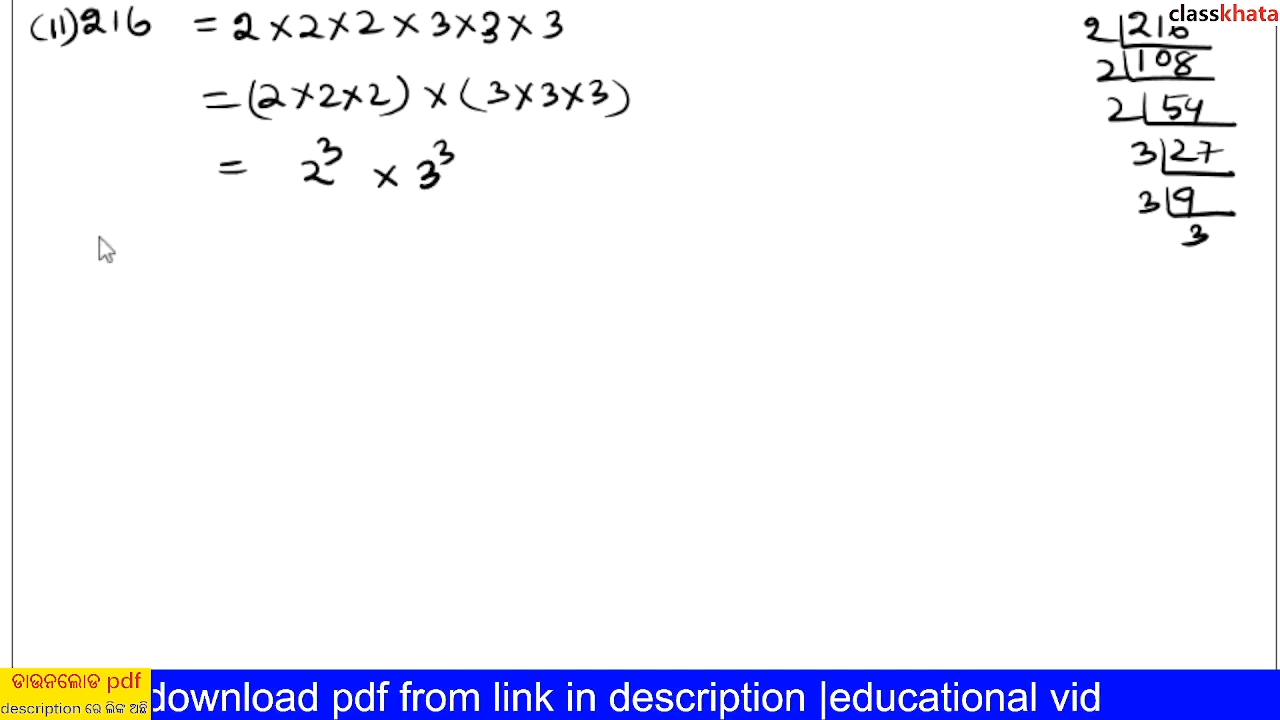 classkhata
(11) 216 = 2 × 2 × 2 × 3 × 3 × 3
= (2 × 2 × 2) × (3 × 3 × 3)
= 2³ × 3³
2 | 216
2 | 108
2 | 54
3 | 27
3 | 9
3
ଡାଉନଲୋଡ pdf
description ରେ ଲିଙ୍କ ଅଛି
download pdf from link in description |educational vid